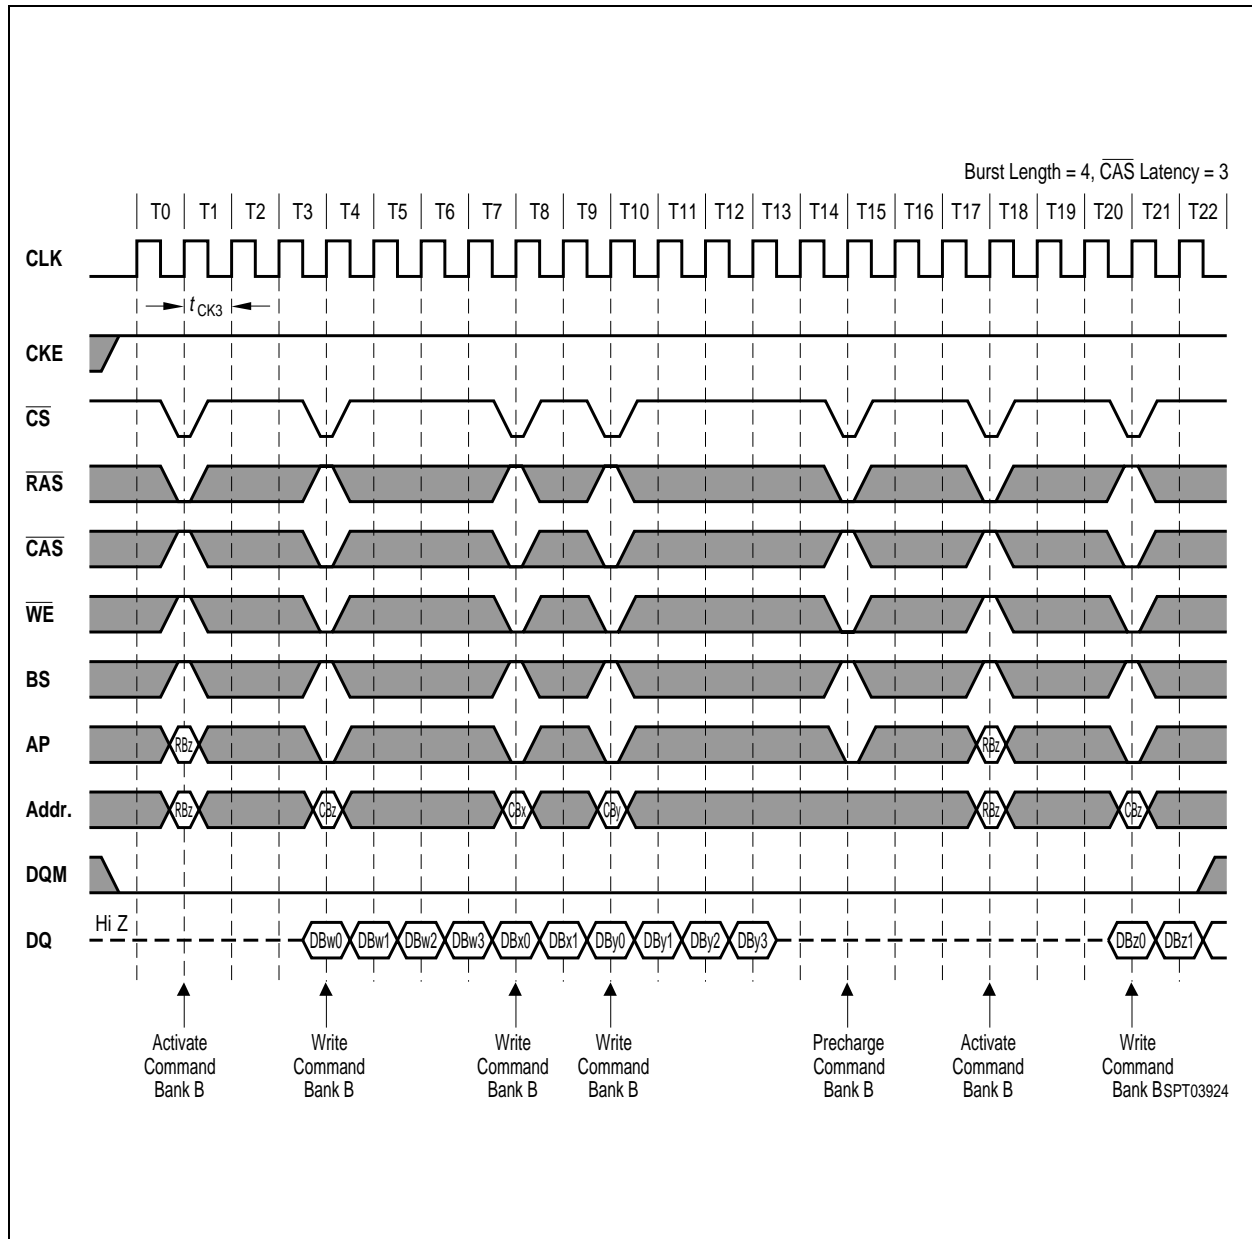 Burst Length = 4, CAS Latency = 3
T0 T1 T2 T3 T4 T5 T6 T7 T8 T9 T10 T11 T12 T13 T14 T15 T16 T17 T18 T19 T20 T21 T22
CLK
t CK3
CKE
CS
RAS
CAS
WE
BS
AP RBz RBz
Addr. RBz CBz CBx CBy RBz CBz
DQM
Hi Z
DQ DBw0 DBw1 DBw2 DBw3 DBx0 DBx1 DBy0 DBy1 DBy2 DBy3 DBz0 DBz1
Activate Write Write Write Precharge Activate Write
Command Command Command Command Command Command Command
Bank B Bank B Bank B Bank B Bank B Bank B Bank B SPT03924